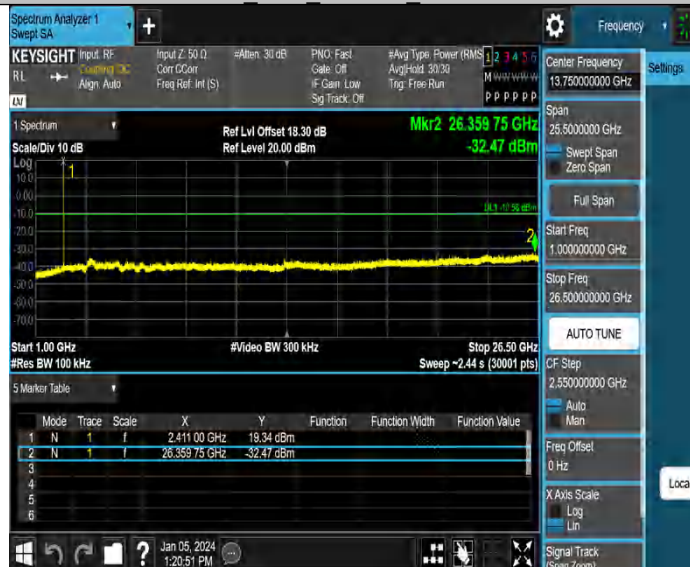 Spectrum Analyzer 1
Swept SA
+
Frequency
KEYSIGHT
RL
Input: RF
Coupling: DC
Align: Auto
Input Z: 50 Ω
Corr CCorr
Freq Ref: Int (S)
#Atten: 30 dB
PNO: Fast
Gate: Off
IF Gain: Low
Sig Track: Off
#Avg Type: Power (RMS)
Avg|Hold: 30/30
Trig: Free Run
1 2 3 4 5 6
M W W W W W
P P P P P P
Settings
1 Spectrum
Scale/Div 10 dB
Ref Lvl Offset 18.30 dB
Ref Level 20.00 dBm
Mkr2 26.359 75 GHz
-32.47 dBm
Log
10.0
0.00
-10.0
-20.0
-30.0
-40.0
-50.0
-60.0
-70.0
1
2
Start 1.00 GHz
#Res BW 100 kHz
#Video BW 300 kHz
Stop 26.50 GHz
Sweep ~2.44 s (30001 pts)
5 Marker Table
Mode Trace Scale X Y Function Function Width Function Value
1 N 1 f 2.411 00 GHz 19.34 dBm
2 N 1 f 26.359 75 GHz -32.47 dBm
3
4
5
6
Center Frequency
13.750000000 GHz
Span
25.5000000 GHz
Swept Span
Zero Span
Full Span
Start Freq
1.000000000 GHz
Stop Freq
26.500000000 GHz
AUTO TUNE
CF Step
2.550000000 GHz
Auto
Man
Freq Offset
0 Hz
X Axis Scale
Log
Lin
Signal Track
(Span Zoom)
Loca
?
Jan 05, 2024
1:20:51 PM